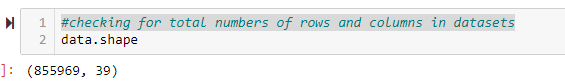 1 #checking for total numbers of rows and columns in datasets
2 data.shape
]: (855969, 39)